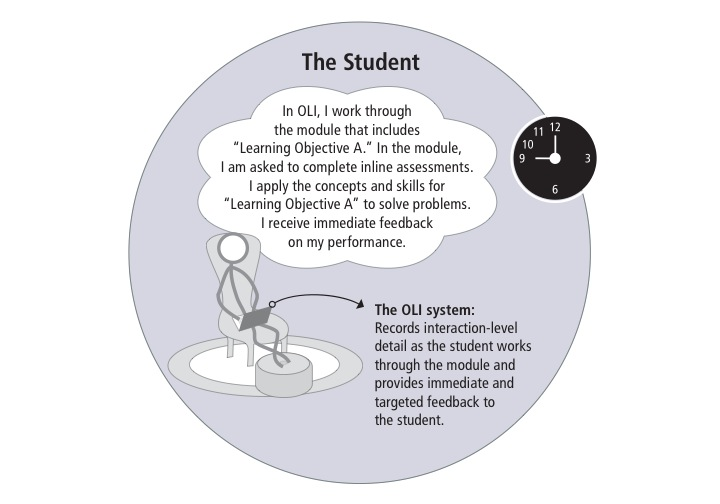 The Student
In OLI, I work through
the module that includes
“Learning Objective A.“ In the module,
I am asked to complete inline assessments.
I apply the concepts and skills for
“Learning Objective A” to solve problems.
I receive immediate feedback
on my performance.
12
11
10
9
3
6
The OLI system:
Records interaction-level
detail as the student works
through the module and
provides immediate and
targeted feedback to
the student.